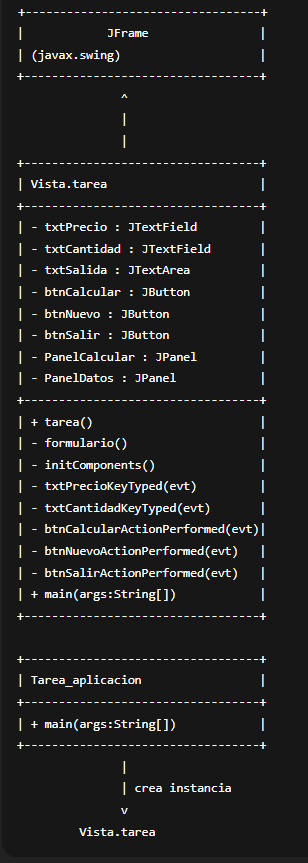 +---------------------------------+
|            JFrame               |
| (javax.swing)                   |
+---------------------------------+
^
|
|
+---------------------------------+
| Vista.tarea                     |
+---------------------------------+
| - txtPrecio : JTextField        |
| - txtCantidad : JTextField      |
| - txtSalida : JTextArea         |
| - btnCalcular : JButton         |
| - btnNuevo : JButton            |
| - btnSalir : JButton            |
| - PanelCalcular : JPanel        |
| - PanelDatos : JPanel           |
+---------------------------------+
| + tarea()                       |
| - formulario()                  |
| - initComponents()              |
| - txtPrecioKeyTyped(evt)        |
| - txtCantidadKeyTyped(evt)      |
| - btnCalcularActionPerformed(evt)|
| - btnNuevoActionPerformed(evt)  |
| - btnSalirActionPerformed(evt)  |
| + main(args:String[])           |
+---------------------------------+
+---------------------------------+
| Tarea_aplicacion                |
+---------------------------------+
| + main(args:String[])           |
+---------------------------------+
|
| crea instancia
v
Vista.tarea